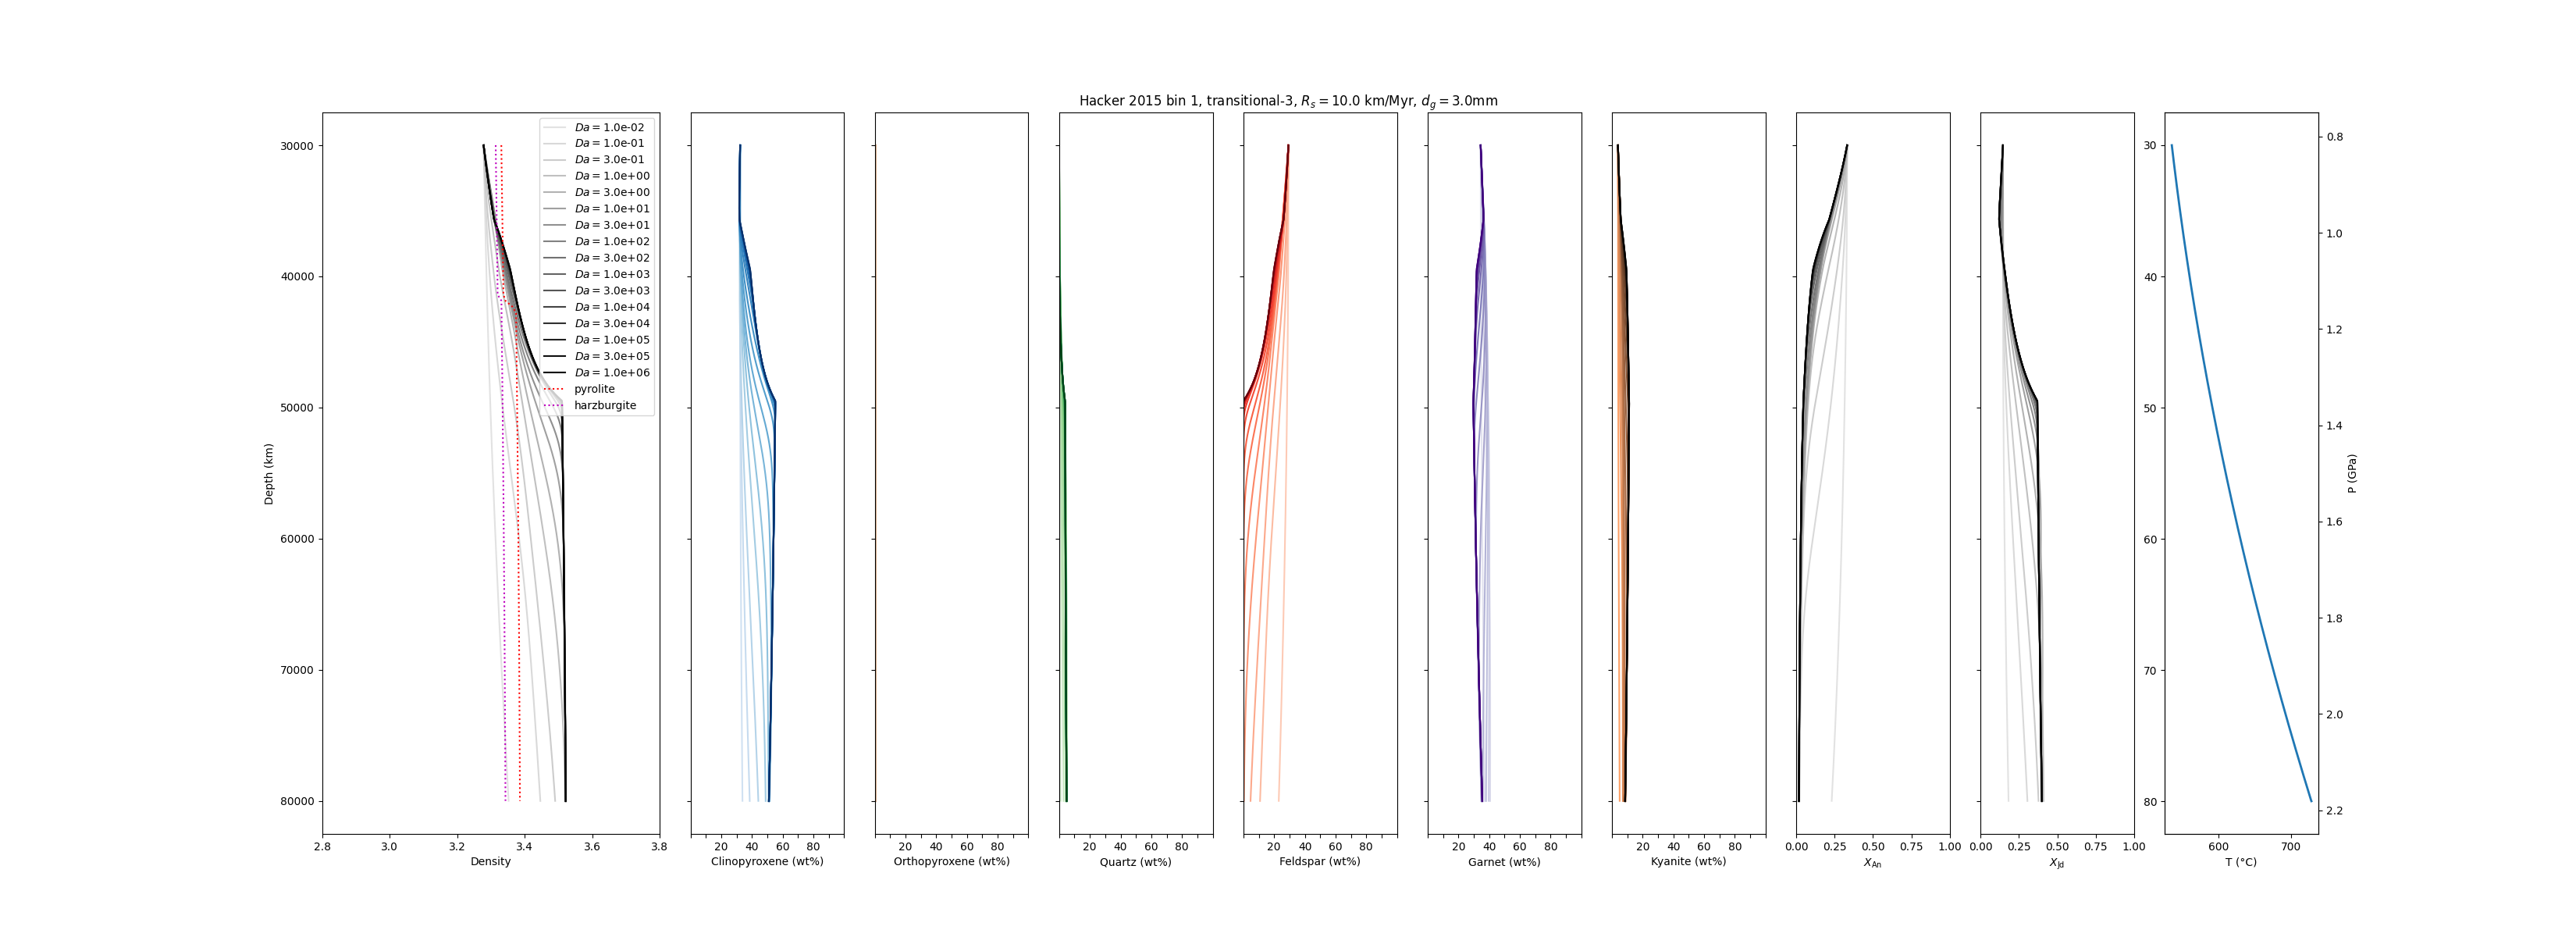 Hacker 2015 bin 1, transitional-3, $R_s = 10.0$ km/Myr, $d_g = 3.0$mm
Da = 1.0e-02
Da = 1.0e-01
Da = 3.0e-01
Da = 1.0e+00
Da = 3.0e+00
Da = 1.0e+01
Da = 3.0e+01
Da = 1.0e+02
Da = 3.0e+02
Da = 1.0e+03
Da = 3.0e+03
Da = 1.0e+04
Da = 3.0e+04
Da = 1.0e+05
Da = 3.0e+05
Da = 1.0e+06
pyrolite
harzburgite
Depth (km)
30000
40000
50000
60000
70000
80000
2.8 3.0 3.2 3.4 3.6 3.8
Density
20 40 60 80
Clinopyroxene (wt%)
20 40 60 80
Orthopyroxene (wt%)
20 40 60 80
Quartz (wt%)
20 40 60 80
Feldspar (wt%)
20 40 60 80
Garnet (wt%)
20 40 60 80
Kyanite (wt%)
0.00 0.25 0.50 0.75 1.00
$X_{An}$
0.00 0.25 0.50 0.75 1.00
$X_{Jd}$
30
40
50
60
70
80
600 700
T (°C)
0.8
1.0
1.2
1.4
1.6
1.8
2.0
2.2
P (GPa)